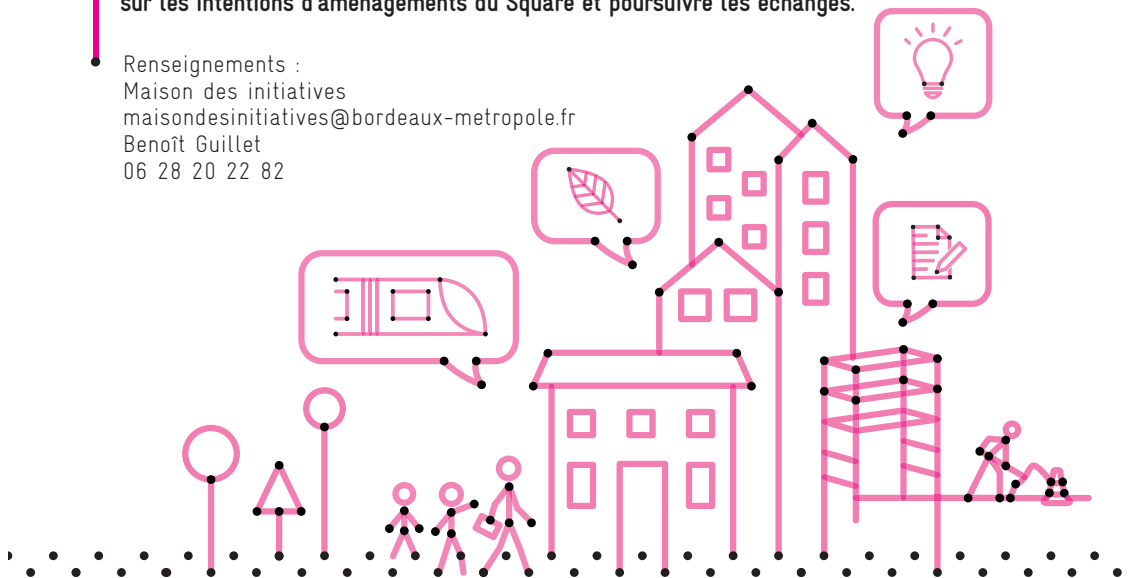 sur les intentions d'aménagements du Square et poursuivre les échanges.
Renseignements :
Maison des initiatives
maisondesinitiatives@bordeaux-metropole.fr
Benoît Guillet
06 28 20 22 82